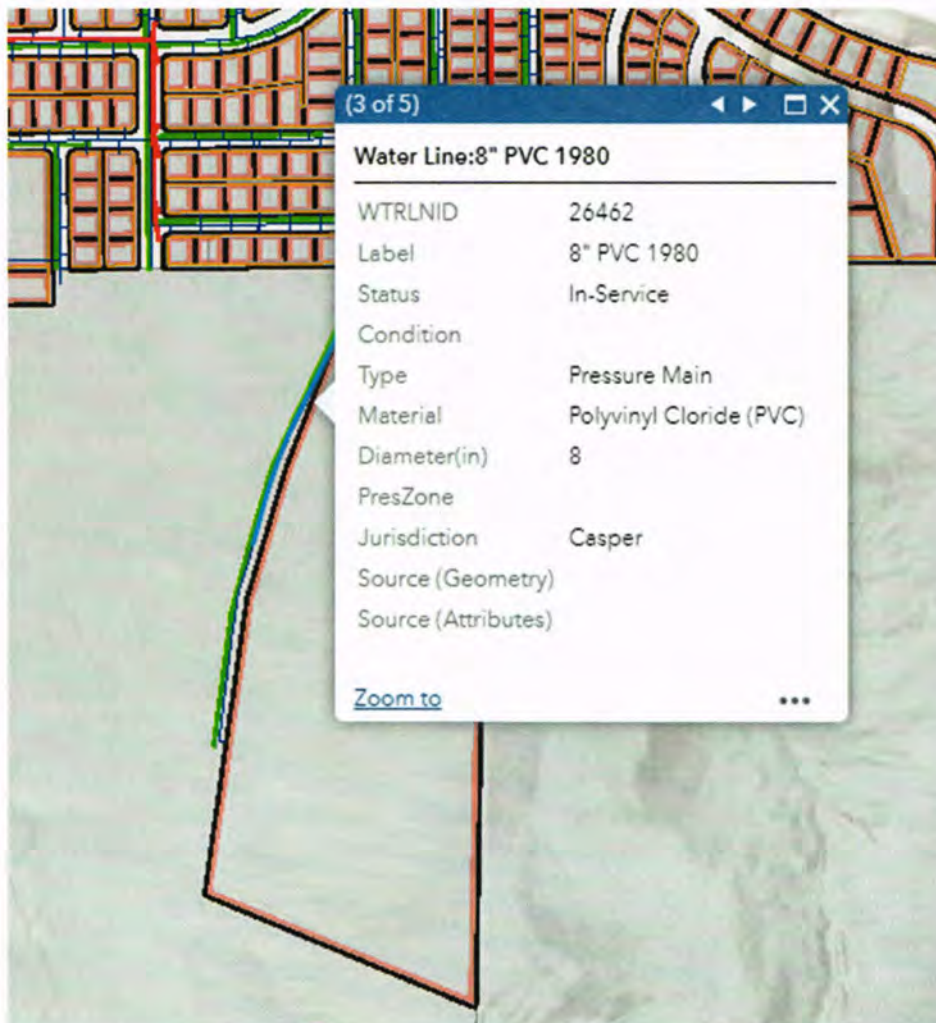 (3 of 5)
Water Line:8" PVC 1980
WTRLNID 26462
Label 8" PVC 1980
Status In-Service
Condition
Type Pressure Main
Material Polyvinyl Cloride (PVC)
Diameter(in) 8
PresZone
Jurisdiction Casper
Source (Geometry)
Source (Attributes)
Zoom to